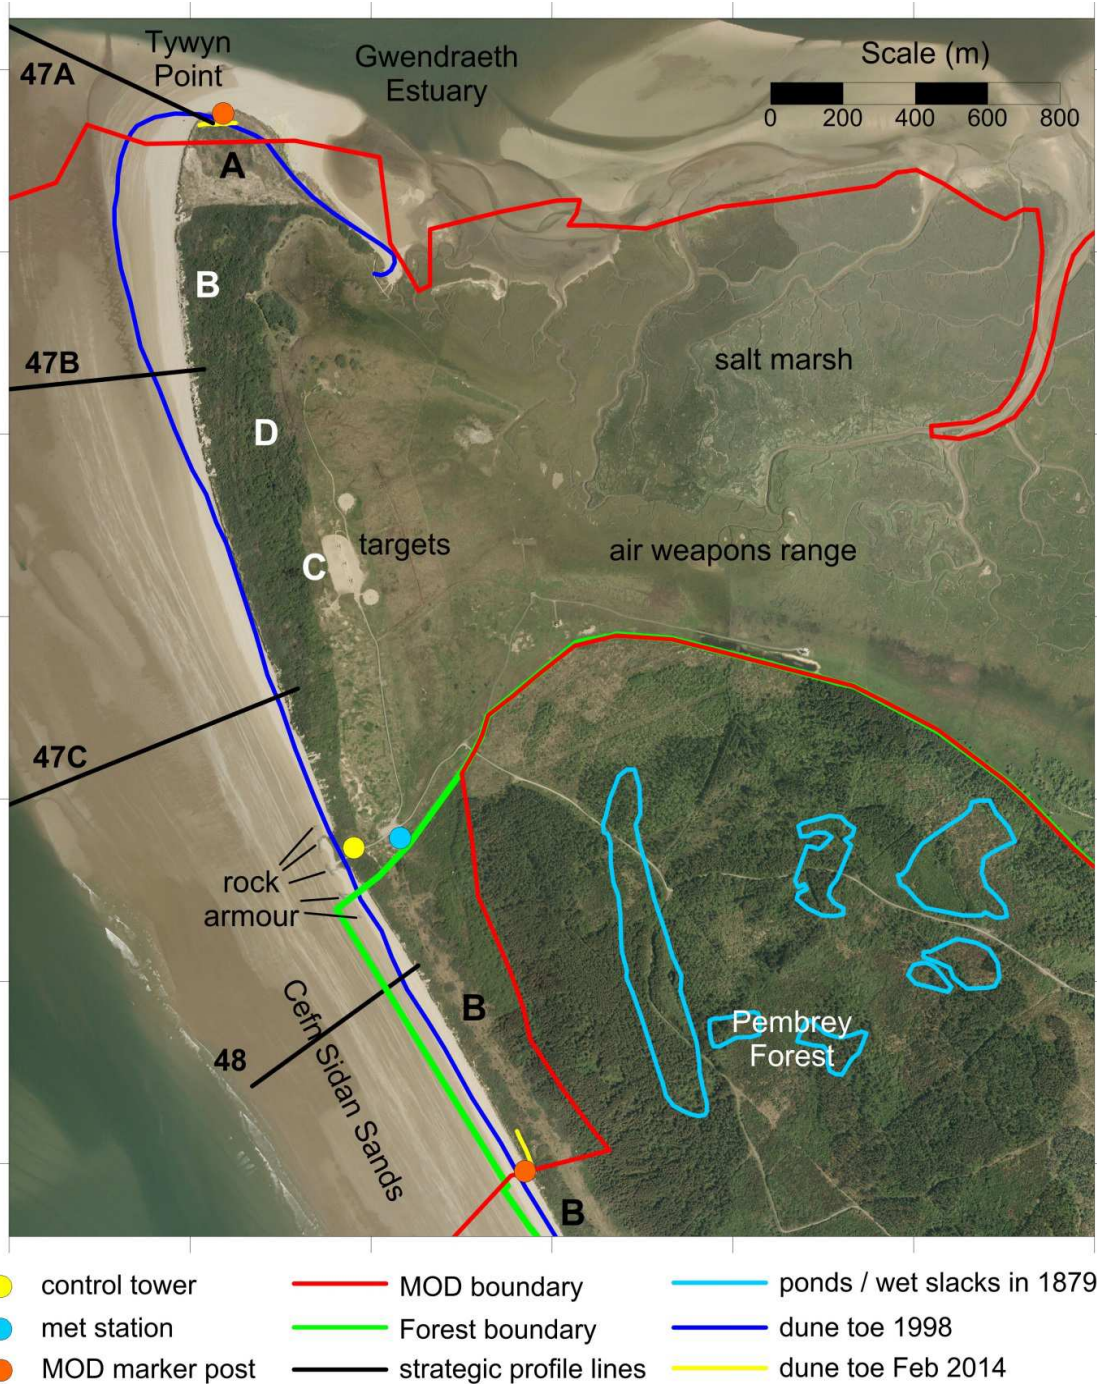 Tywyn
Point
Gwendraeth
Estuary
Scale (m)
0 200 400 600 800
47A
A
B
47B
salt marsh
D
targets
air weapons range
C
47C
rock
armour
B
Pembrey
Forest
Cefn Sidan Sands
48
B
control tower
MOD boundary
ponds / wet slacks in 1879
met station
Forest boundary
dune toe 1998
MOD marker post
strategic profile lines
dune toe Feb 2014